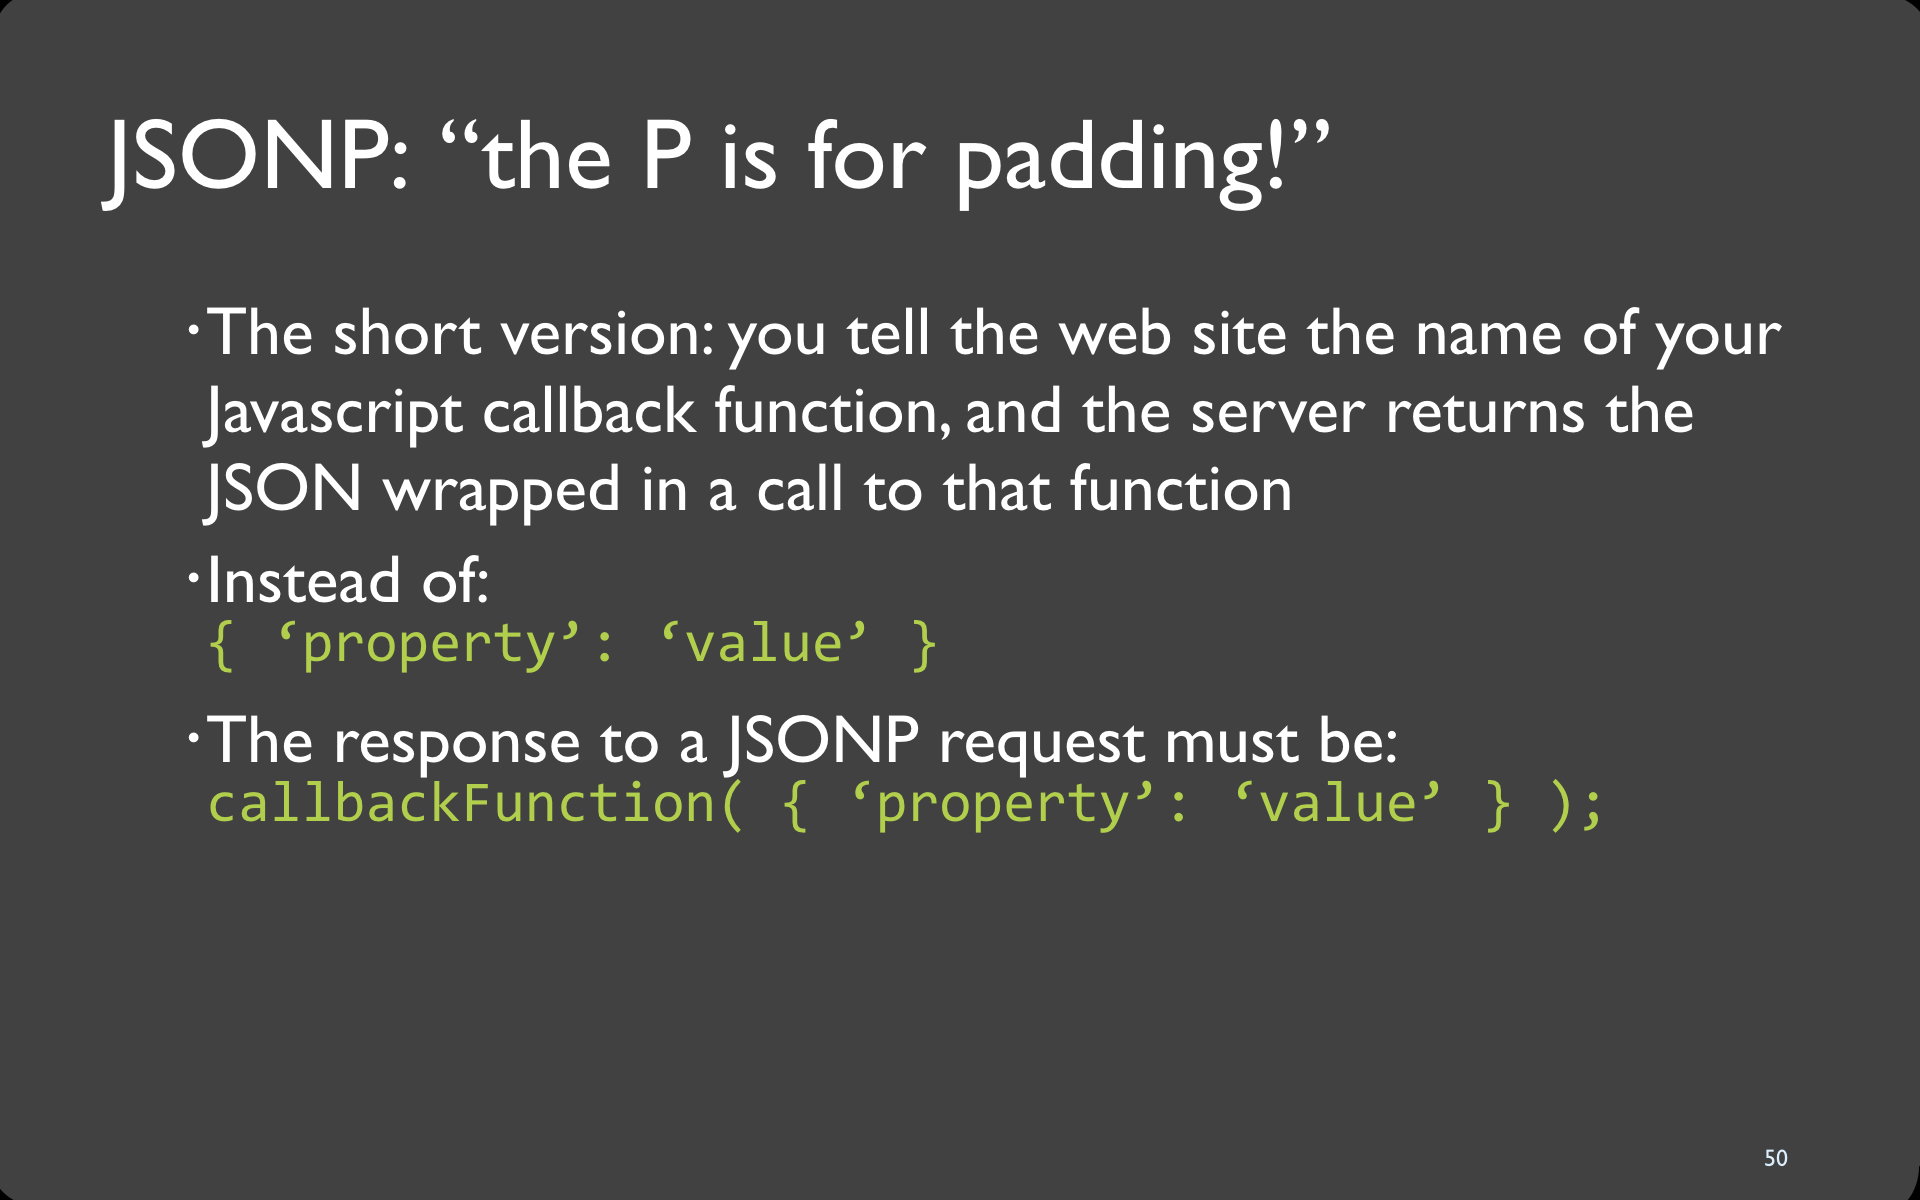 JSONP: “the P is for padding!”
•The short version: you tell the web site the name of your
Javascript callback function, and the server returns the
JSON wrapped in a call to that function
•Instead of:
{ ‘property’: ‘value’ }
•The response to a JSONP request must be:
callbackFunction( { ‘property’: ‘value’ } );
50